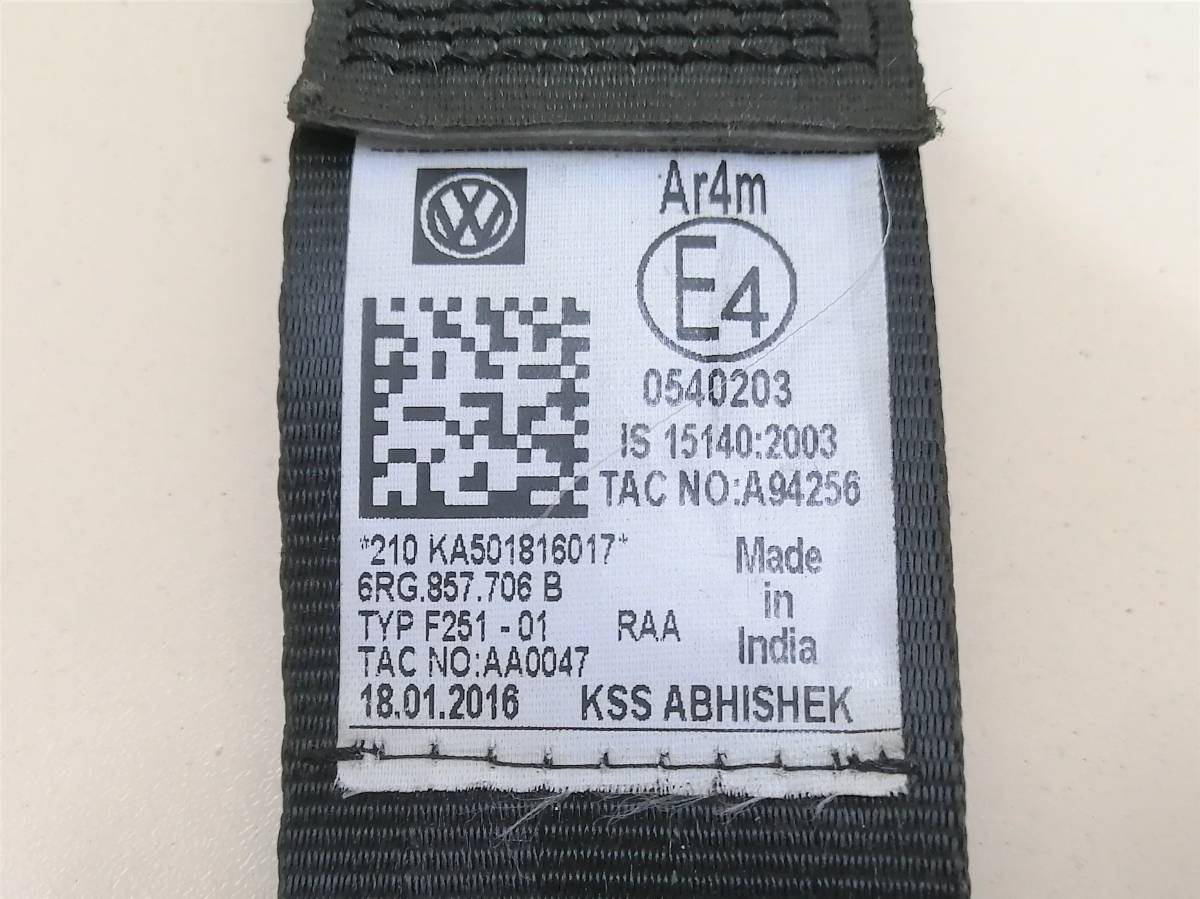 Ar4m
E4
0540203
IS 15140:2003
TAC NO:A94256
*210 KA501816017*
6RG.857.706 B
TYP F251 - 01 RAA
TAC NO:AA0047
Made
in
India
18.01.2016 KSS ABHISHEK